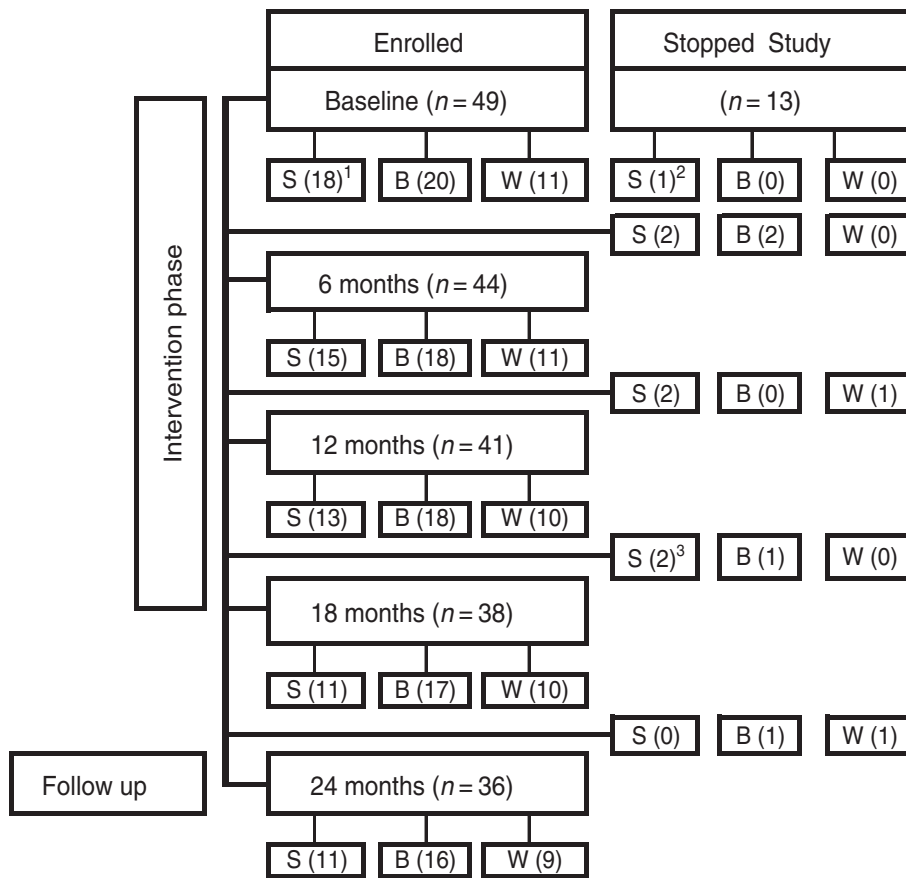 Enrolled
Stopped Study
Baseline (n = 49)
(n = 13)
S (18)¹ B (20) W (11)
S (1)² B (0) W (0)
S (2) B (2) W (0)
Intervention phase
6 months (n = 44)
S (15) B (18) W (11)
S (2) B (0) W (1)
12 months (n = 41)
S (13) B (18) W (10)
S (2)³ B (1) W (0)
18 months (n = 38)
S (11) B (17) W (10)
S (0) B (1) W (1)
Follow up
24 months (n = 36)
S (11) B (16) W (9)